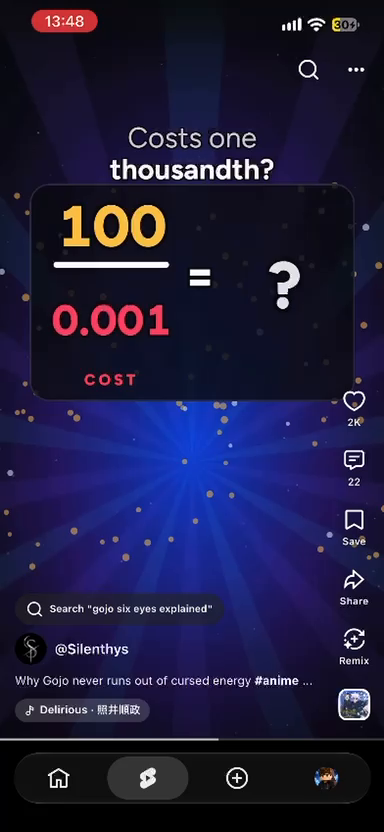 13:48
30
Costs one
thousandth?
100
0.001
=
?
COST
2K
22
Save
Share
Remix
Search "gojo six eyes explained"
@Silenthys
Why Gojo never runs out of cursed energy #anime ...
Delirious · 照井順政